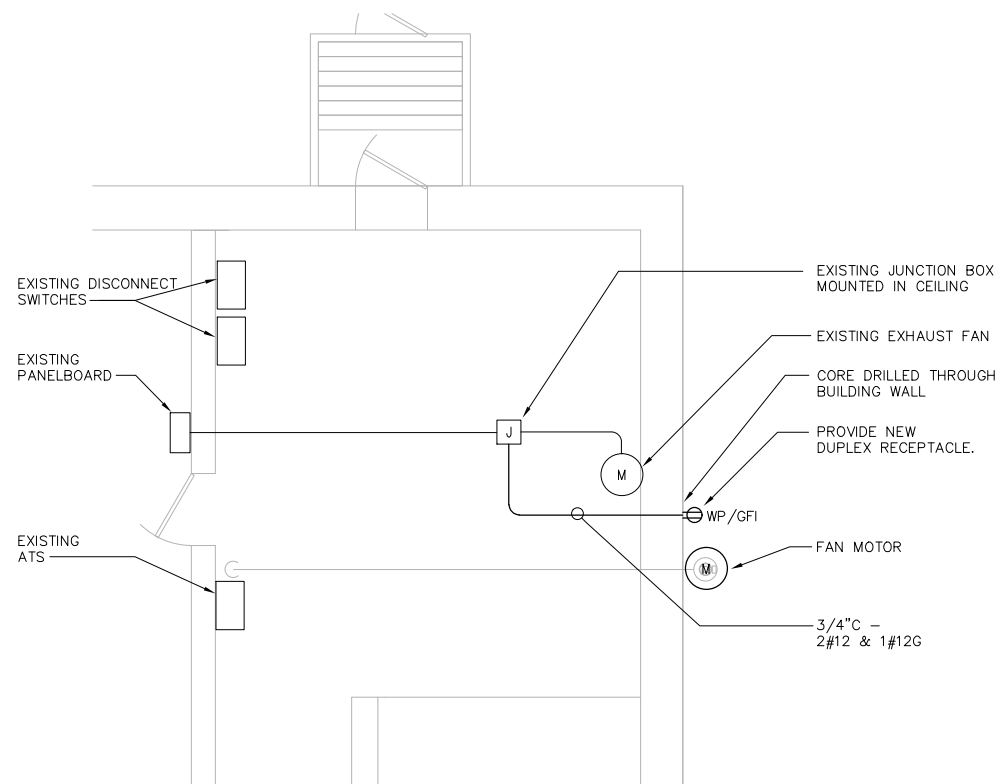 EXISTING DISCONNECT
SWITCHES
EXISTING
PANELBOARD
EXISTING
ATS
J
M
WP/GFI
M
EXISTING JUNCTION BOX
MOUNTED IN CEILING
EXISTING EXHAUST FAN
CORE DRILLED THROUGH
BUILDING WALL
PROVIDE NEW
DUPLEX RECEPTACLE.
FAN MOTOR
3/4"C –
2#12 & 1#12G